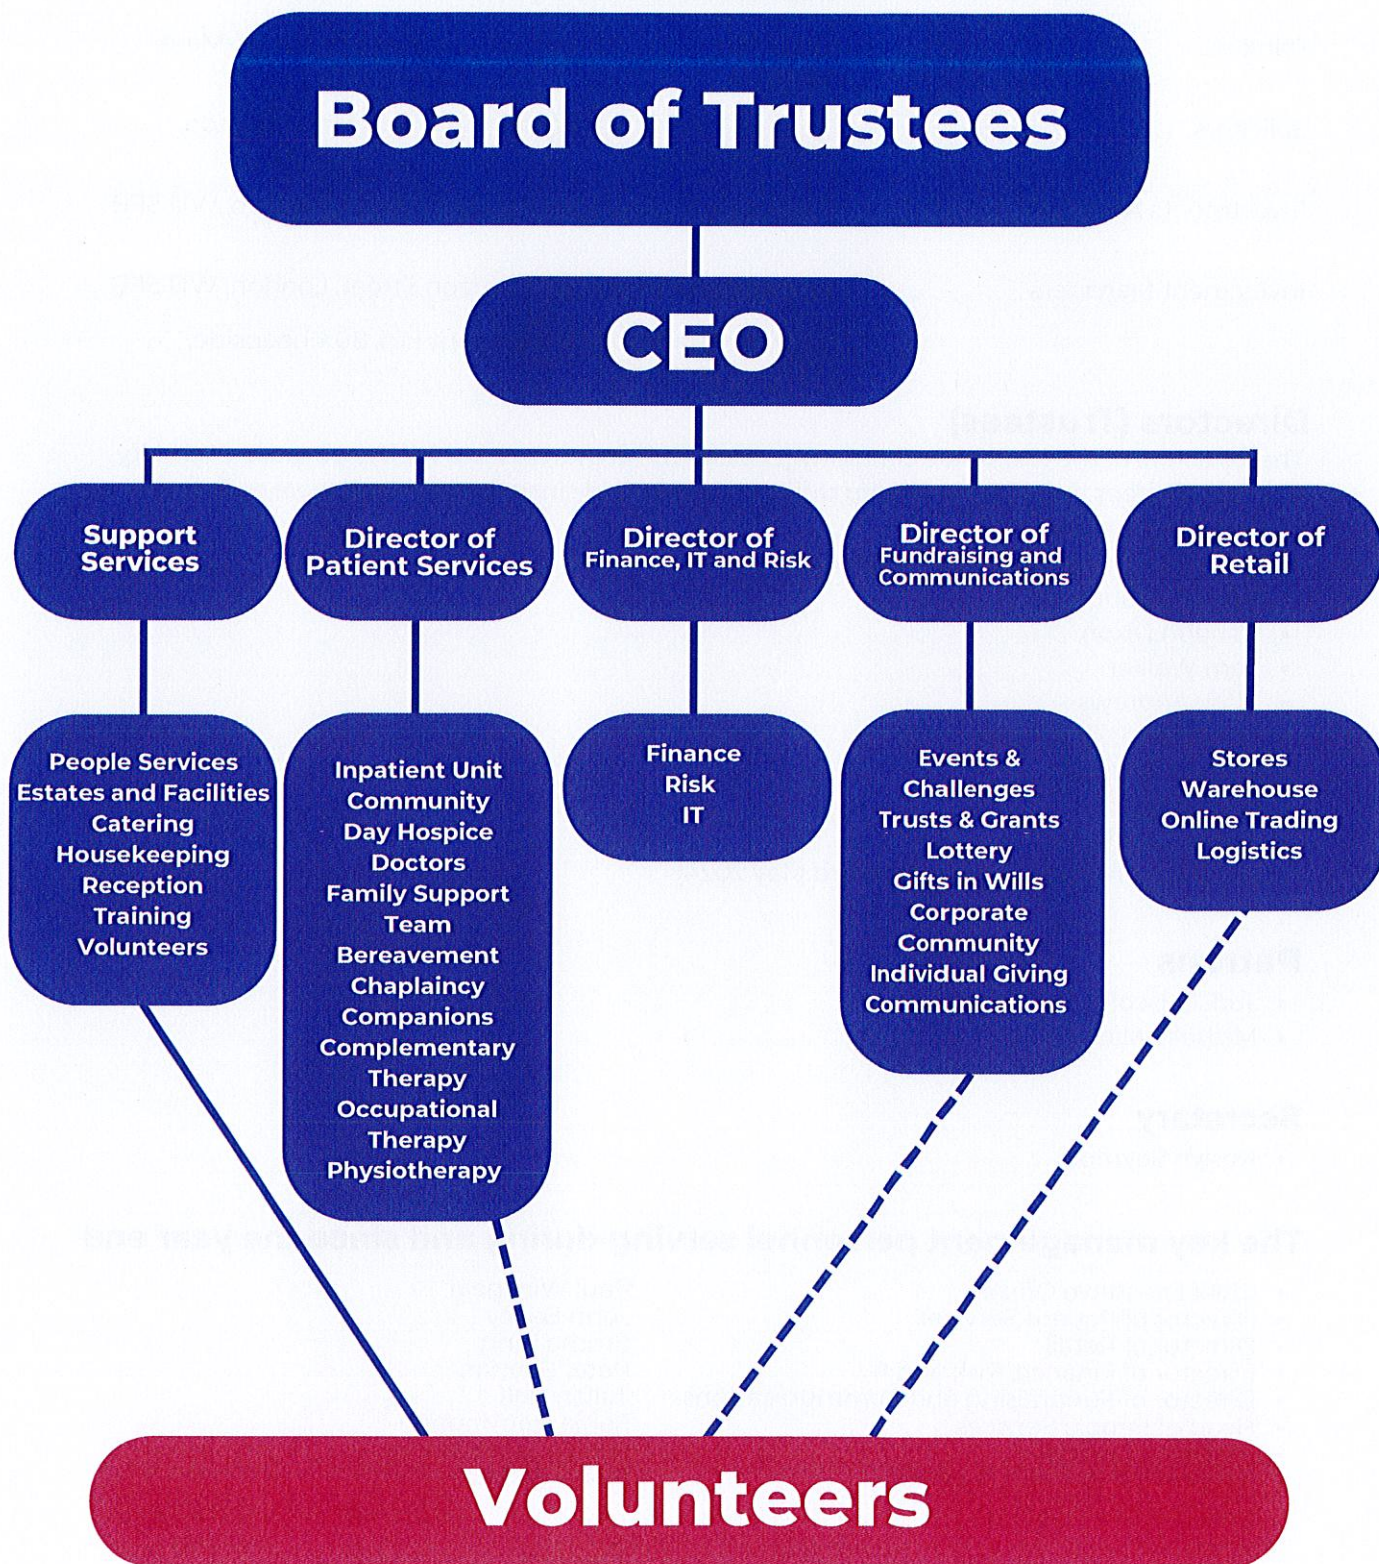 Board of Trustees
CEO
Support
Services
Director of
Patient Services
Director of
Finance, IT and Risk
Director of
Fundraising and
Communications
Director of
Retail
People Services
Estates and Facilities
Catering
Housekeeping
Reception
Training
Volunteers
Inpatient Unit
Community
Day Hospice
Doctors
Family Support
Team
Bereavement
Chaplaincy
Companions
Complementary
Therapy
Occupational
Therapy
Physiotherapy
Finance
Risk
IT
Events &
Challenges
Trusts & Grants
Lottery
Gifts in Wills
Corporate
Community
Individual Giving
Communications
Stores
Warehouse
Online Trading
Logistics
Volunteers